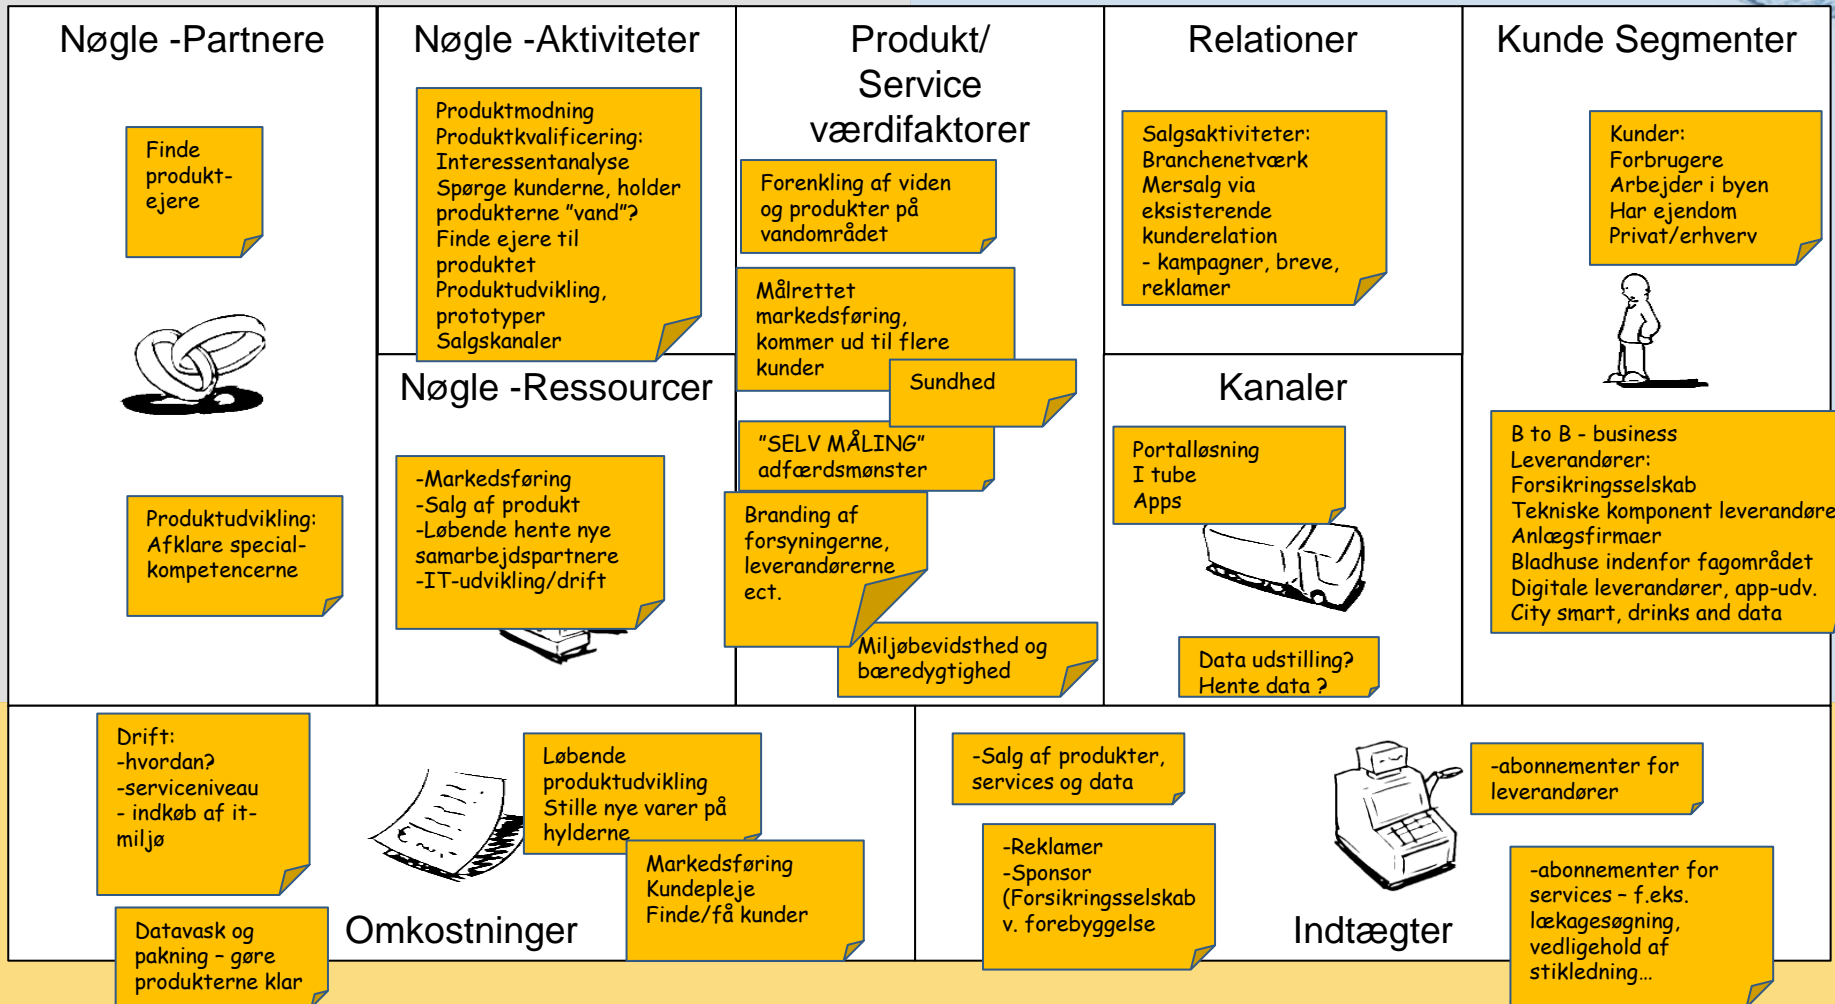 Nøgle -Partnere
Finde
produkt-
ejere
Produktudvikling:
Afklare special-
kompetencerne
Nøgle -Aktiviteter
Produktmodning
Produktkvalificering:
Interessentanalyse
Spørge kunderne, holder
produkterne ”vand”?
Finde ejere til
produktet
Produktudvikling,
prototyper
Salgskanaler
Nøgle -Ressourcer
-Markedsføring
-Salg af produkt
-Løbende hente nye
samarbejdspartnere
-IT-udvikling/drift
Produkt/
Service
værdifaktorer
Forenkling af viden
og produkter på
vandområdet
Målrettet
markedsføring,
kommer ud til flere
kunder
Sundhed
”SELV MÅLING”
adfærdsmønster
Branding af
forsyningerne,
leverandørerne
ect.
Miljøbevidsthed og
bæredygtighed
Relationer
Salgsaktiviteter:
Branchenetværk
Mersalg via
eksisterende
kunderelation
- kampagner, breve,
reklamer
Kanaler
Portalløsning
I tube
Apps
Data udstilling?
Hente data ?
Kunde Segmenter
Kunder:
Forbrugere
Arbejder i byen
Har ejendom
Privat/erhverv
B to B - business
Leverandører:
Forsikringsselskab
Tekniske komponent leverandøre
Anlægsfirmaer
Bladhuse indenfor fagområdet
Digitale leverandører, app-udv.
City smart, drinks and data
Drift:
-hvordan?
-serviceniveau
- indkøb af it-
miljø
Datavask og
pakning – gøre
produkterne klar
Løbende
produktudvikling
Stille nye varer på
hylderne
Markedsføring
Kundepleje
Finde/få kunder
Omkostninger
-Salg af produkter,
services og data
-Reklamer
-Sponsor
(Forsikringsselskab
v. forebyggelse
Indtægter
-abonnementer for
leverandører
-abonnementer for
services – f.eks.
lækagesøgning,
vedligehold af
stikledning…